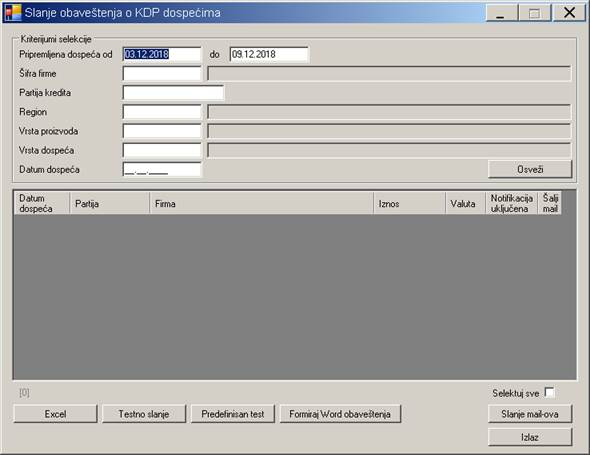 Slanje obaveštenja o KDP dospećima
Kriterijumi selekcije
Pripremljena dospeća od 03.12.2018 do 09.12.2018
Šifra firme
Partija kredita
Region
Vrsta proizvoda
Vrsta dospeća
Datum dospeća __.__.____
Osveži
Datum dospeća Partija Firma Iznos Valuta Notifikacija uključena Šalji mail
[0]
Selektuj sve
Excel Testno slanje Predefinisan test Formiraj Word obaveštenja Slanje mail-ova
Izlaz